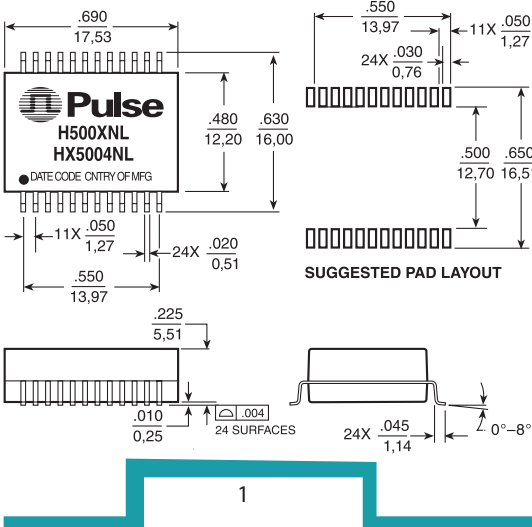 .690
17,53
Pulse
H500XNL
HX5004NL
DATE CODE CNTRY OF MFG
.480
12,20
.630
16,00
11X .050
1,27
24X .020
0,51
.550
13,97
.550
13,97
11X .050
1,27
24X .030
0,76
.500
12,70
.650
16,5
SUGGESTED PAD LAYOUT
.225
5,51
.010
0,25
.004
24 SURFACES
24X .045
1,14
0°–8°
1